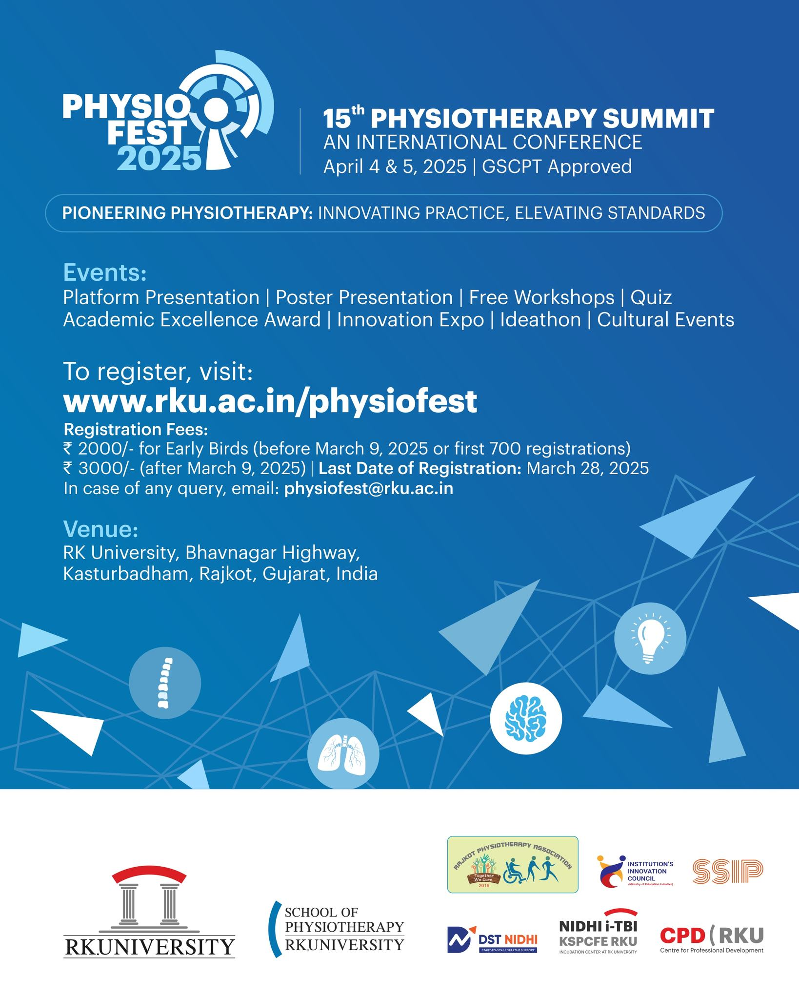 PHYSIO
FEST
2025
15th PHYSIOTHERAPY SUMMIT
AN INTERNATIONAL CONFERENCE
April 4 & 5, 2025 | GSCPT Approved
PIONEERING PHYSIOTHERAPY: INNOVATING PRACTICE, ELEVATING STANDARDS
Events:
Platform Presentation | Poster Presentation | Free Workshops | Quiz
Academic Excellence Award | Innovation Expo | Ideathon | Cultural Events
To register, visit:
www.rku.ac.in/physiofest
Registration Fees:
₹ 2000/- for Early Birds (before March 9, 2025 or first 700 registrations)
₹ 3000/- (after March 9, 2025) | Last Date of Registration: March 28, 2025
In case of any query, email: physiofest@rku.ac.in
Venue:
RK University, Bhavnagar Highway,
Kasturbadham, Rajkot, Gujarat, India
RK.UNIVERSITY
SCHOOL OF
PHYSIOTHERAPY
RK.UNIVERSITY
RAJKOT PHYSIOTHERAPY ASSOCIATION
Together
We Care
2016
INSTITUTION'S
INNOVATION
COUNCIL
(Ministry of Education Initiative)
SSIP
DST NIDHI
START-TO-SCALE STARTUP SUPPORT
NIDHI i-TBI
KSPCFE RKU
INCUBATION CENTER AT RK UNIVERSITY
CPD(RKU
Centre for Professional Development